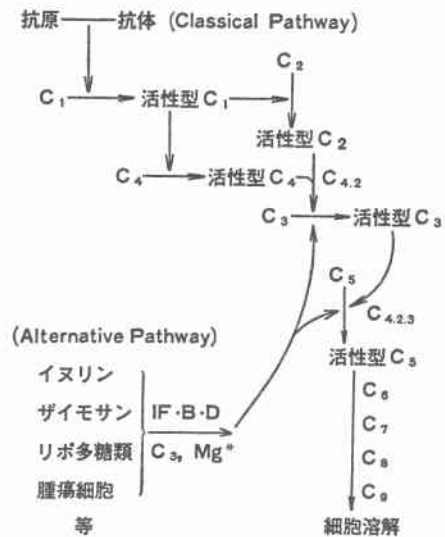 抗原 抗体 (Classical Pathway)
C₂
C₁ 活性型 C₁
活性型 C₂
C₄ 活性型 C₄ C₄.₂
C₃ 活性型 C₃
C₅
C₄.₂.₃
(Alternative Pathway)
活性型 C₅
イヌリン
C₆
ザイモサン IF·B·D
C₇
リポ多糖類 C₃, Mg⁺
C₈
腫瘍細胞
C₉
等 細胞溶解